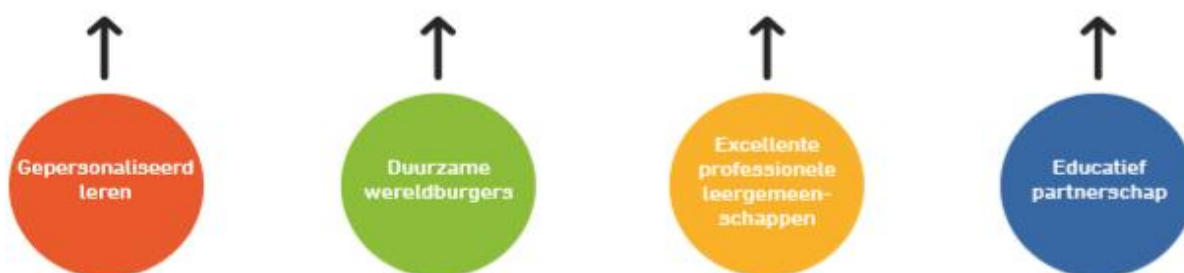 Gepersonaliseerd
leren
Duurzame
wereldburgers
Excellente
professionele
leergemeen-
schappen
Educatief
partnerschap